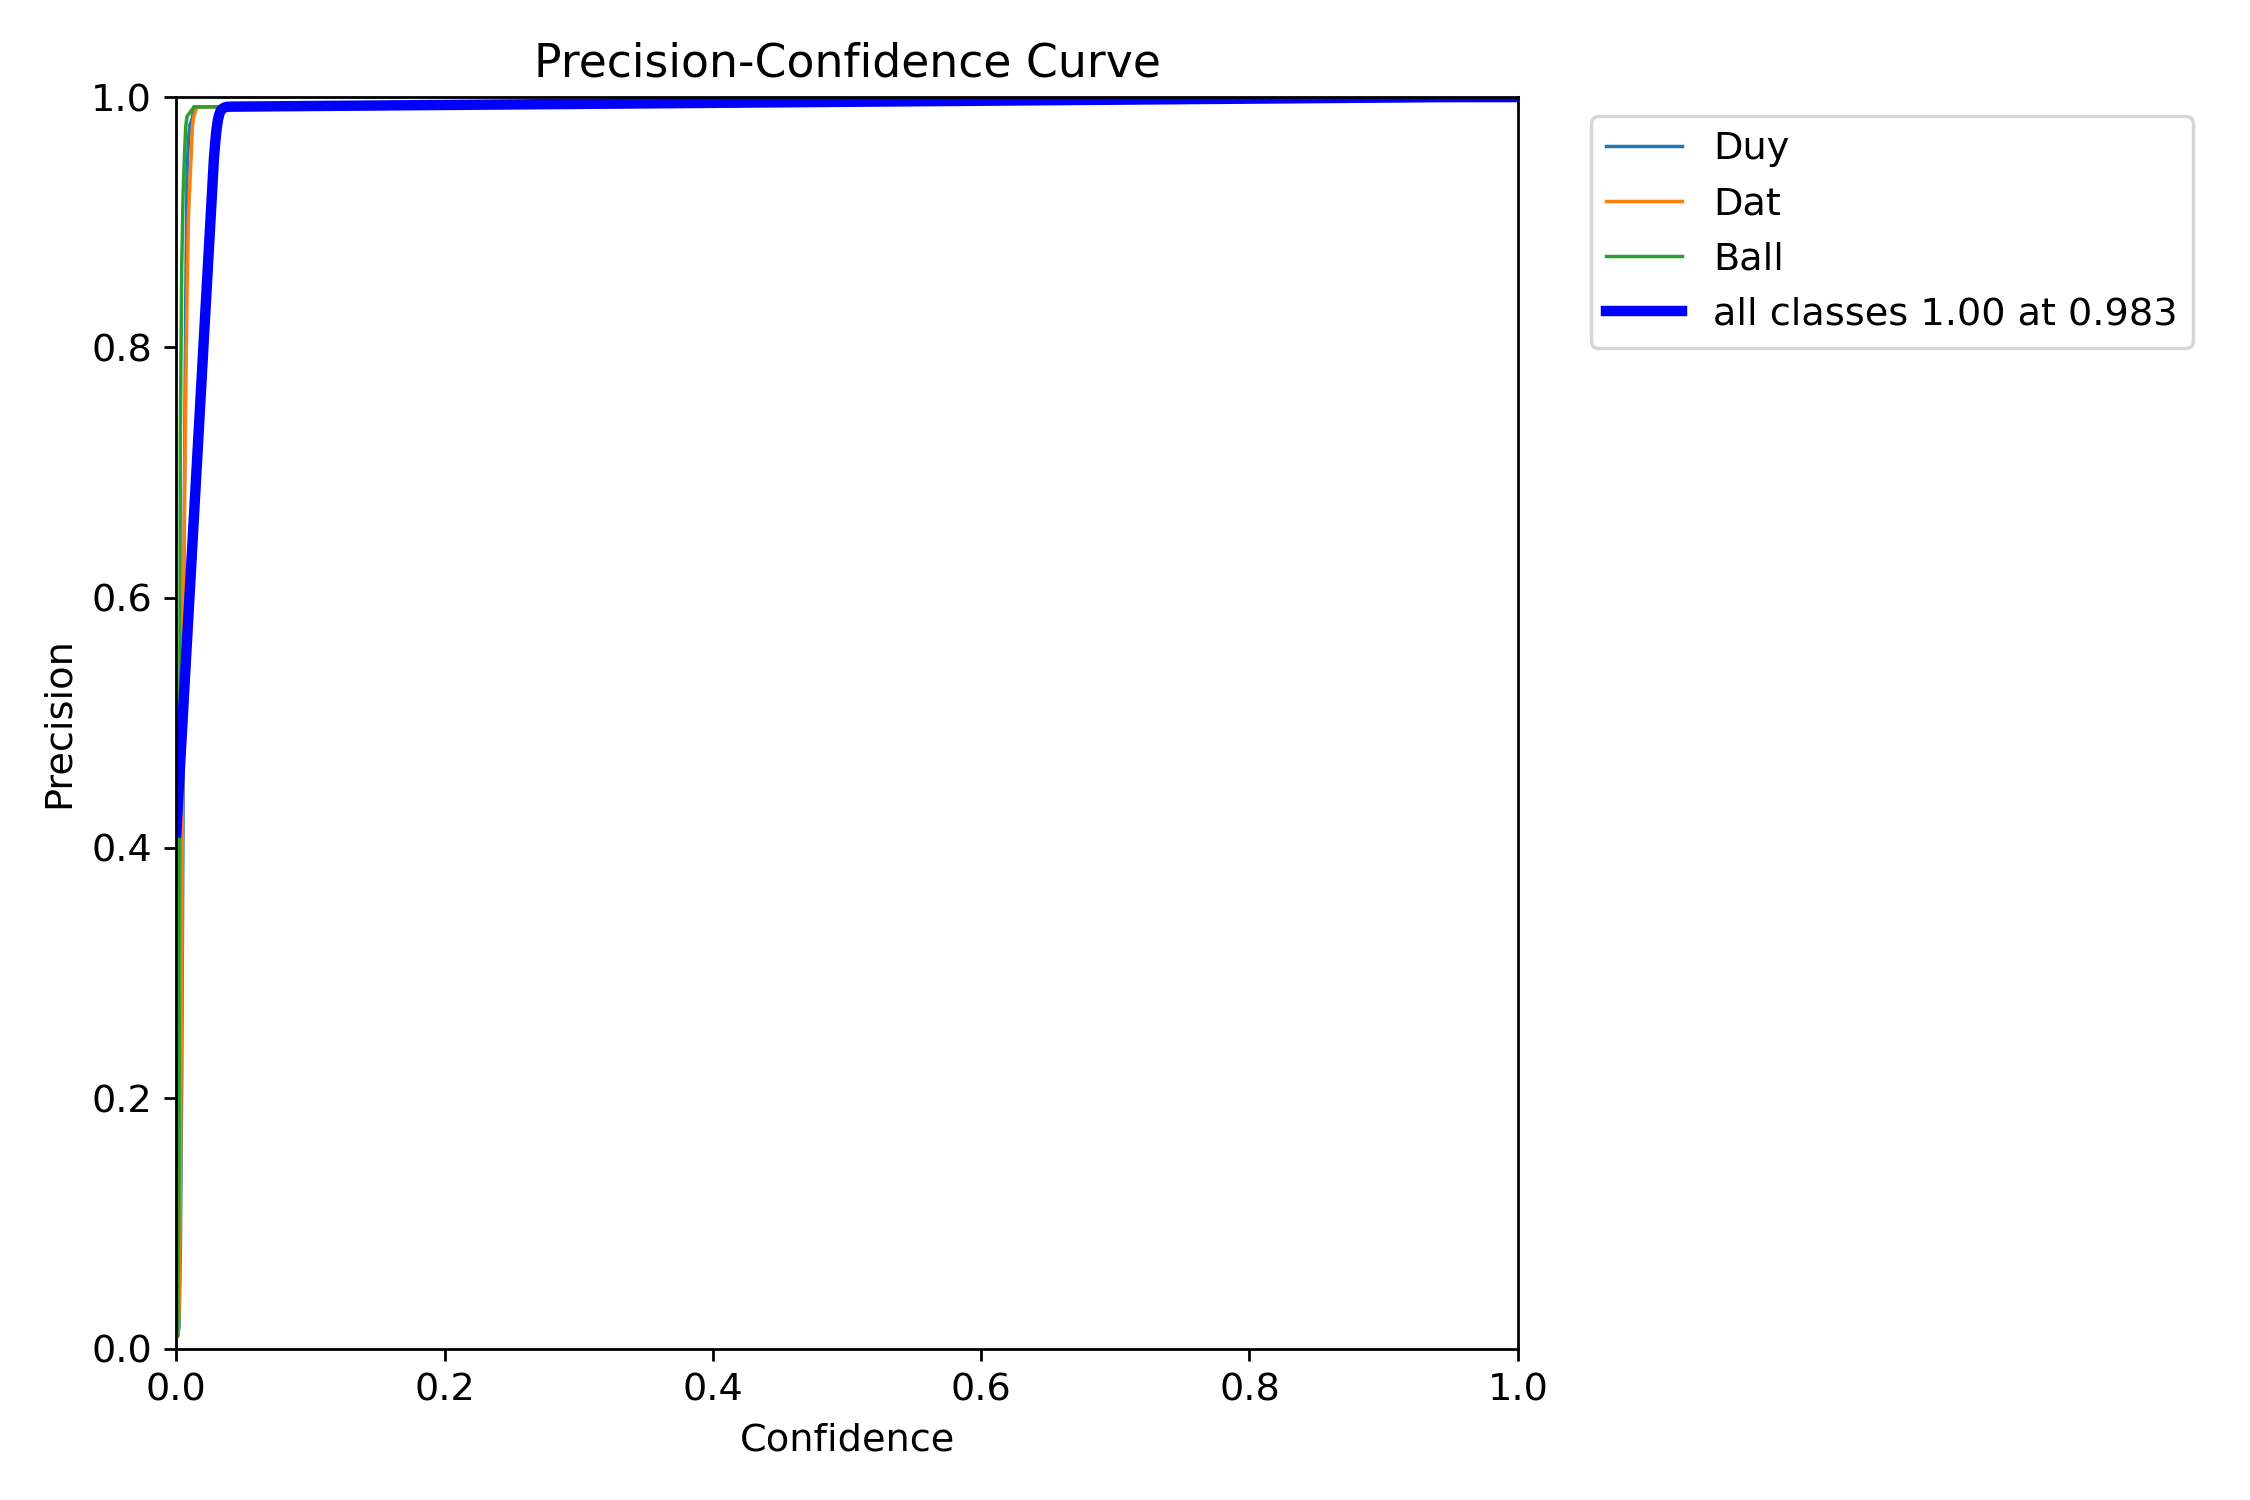 Precision-Confidence Curve
1.0
0.8
0.6
0.4
0.2
0.0
Precision
0.0 0.2 0.4 0.6 0.8 1.0
Confidence
Duy
Dat
Ball
all classes 1.00 at 0.983